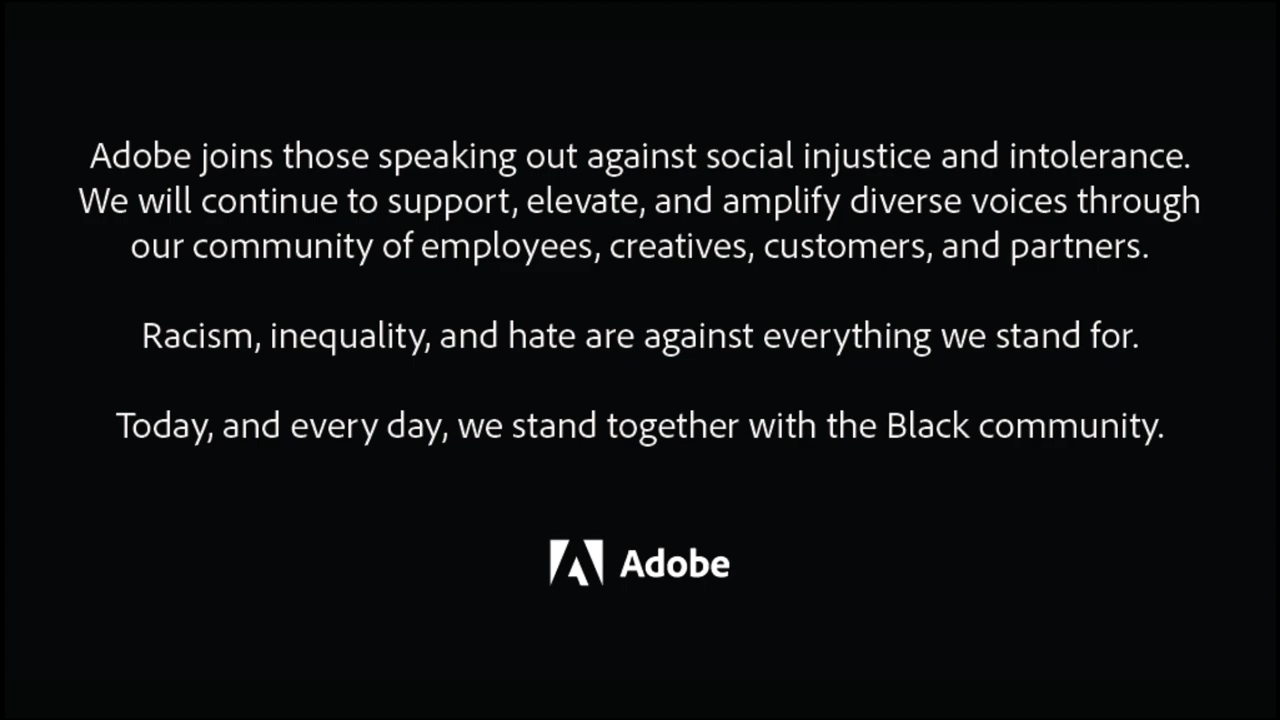 Adobe joins those speaking out against social injustice and intolerance.
We will continue to support, elevate, and amplify diverse voices through
our community of employees, creatives, customers, and partners.
Racism, inequality, and hate are against everything we stand for.
Today, and every day, we stand together with the Black community.
Adobe